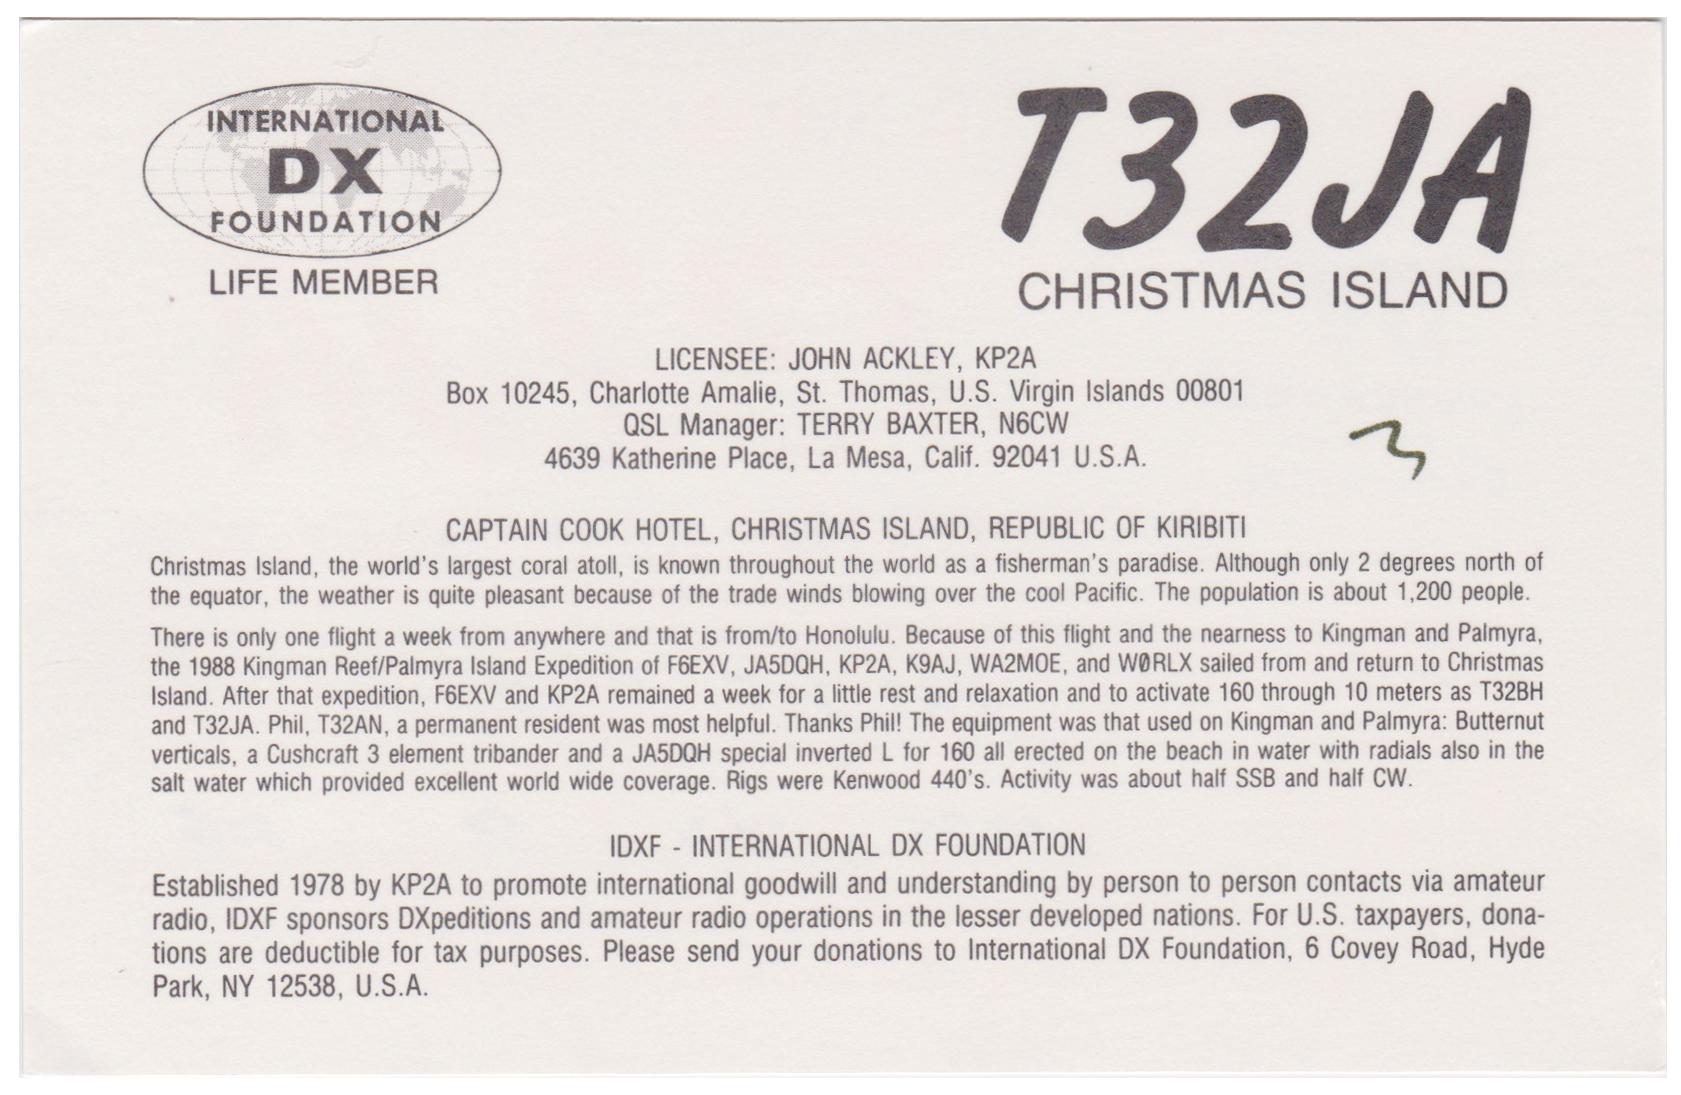 INTERNATIONAL
DX
FOUNDATION
LIFE MEMBER
T32JA
CHRISTMAS ISLAND
LICENSEE: JOHN ACKLEY, KP2A
Box 10245, Charlotte Amalie, St. Thomas, U.S. Virgin Islands 00801
QSL Manager: TERRY BAXTER, N6CW
4639 Katherine Place, La Mesa, Calif. 92041 U.S.A.
CAPTAIN COOK HOTEL, CHRISTMAS ISLAND, REPUBLIC OF KIRIBITI
Christmas Island, the world's largest coral atoll, is known throughout the world as a fisherman's paradise. Although only 2 degrees north of
the equator, the weather is quite pleasant because of the trade winds blowing over the cool Pacific. The population is about 1,200 people.
There is only one flight a week from anywhere and that is from/to Honolulu. Because of this flight and the nearness to Kingman and Palmyra,
the 1988 Kingman Reef/Palmyra Island Expedition of F6EXV, JA5DQH, KP2A, K9AJ, WA2MOE, and WØRLX sailed from and return to Christmas
Island. After that expedition, F6EXV and KP2A remained a week for a little rest and relaxation and to activate 160 through 10 meters as T32BH
and T32JA. Phil, T32AN, a permanent resident was most helpful. Thanks Phil! The equipment was that used on Kingman and Palmyra: Butternut
verticals, a Cushcraft 3 element tribander and a JA5DQH special inverted L for 160 all erected on the beach in water with radials also in the
salt water which provided excellent world wide coverage. Rigs were Kenwood 440's. Activity was about half SSB and half CW.
IDXF - INTERNATIONAL DX FOUNDATION
Established 1978 by KP2A to promote international goodwill and understanding by person to person contacts via amateur
radio, IDXF sponsors DXpeditions and amateur radio operations in the lesser developed nations. For U.S. taxpayers, dona-
tions are deductible for tax purposes. Please send your donations to International DX Foundation, 6 Covey Road, Hyde
Park, NY 12538, U.S.A.